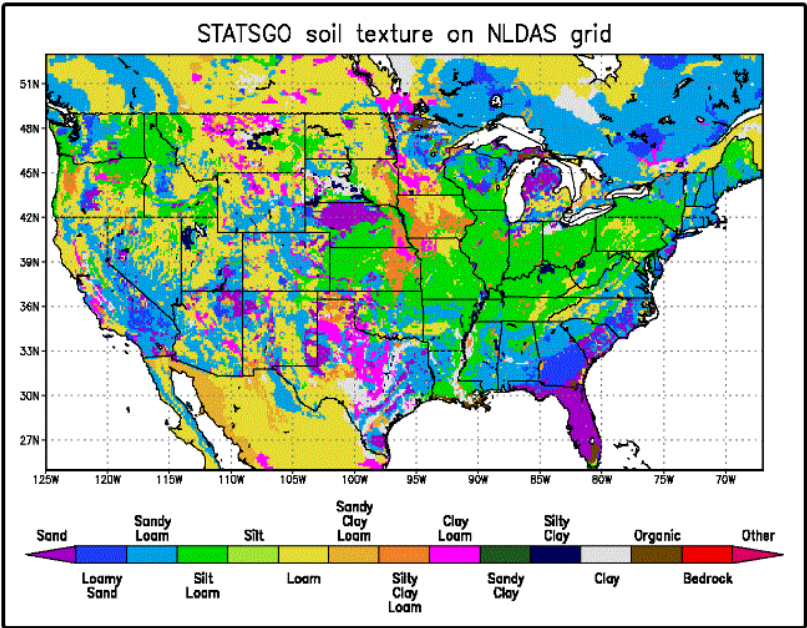 STATSGO soil texture on NLDAS grid
51N
48N
45N
42N
39N
36N
33N
30N
27N
125W 120W 115W 110W 105W 100W 95W 90W 85W 80W 75W 70W
Sand
Loamy
Sand
Sandy
Loam
Silt
Loam
Silt
Loam
Sandy
Clay
Loam
Silty
Clay
Loam
Clay
Loam
Sandy
Clay
Silty
Clay
Clay
Organic
Bedrock
Other